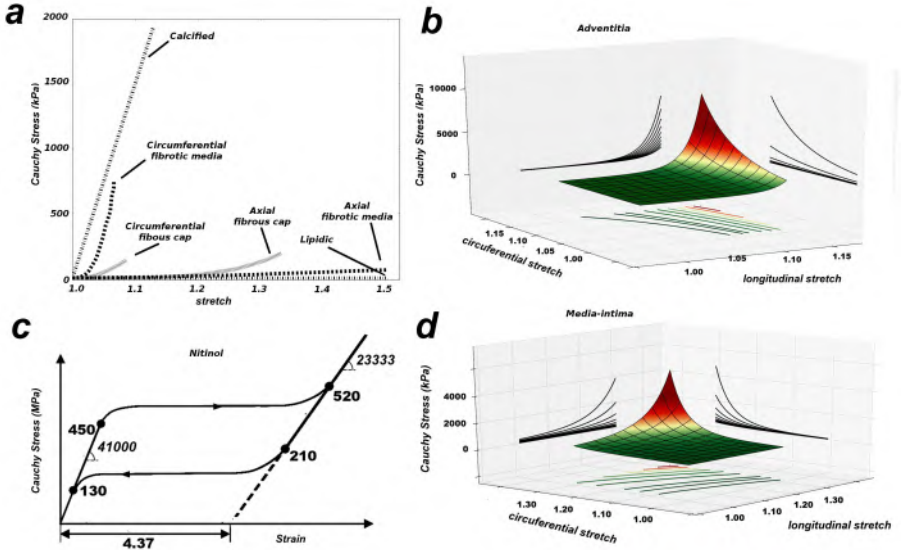 a
2000
1500
1000
500
0
Cauchy Stress (kPa)
Calcified
Circumferential
fibrotic media
Circumferential
fibous cap
Axial
fibrous cap
Axial
fibrotic media
Lipidic
1.0
1.1
1.2
1.3
1.4
1.5
stretch
b
Adventitia
10000
5000
0
Cauchy Stress (kPa)
1.15
1.10
1.05
1.00
circuferential stretch
1.00
1.05
1.10
1.15
longitudinal stretch
c
Nitinol
Cauchy Stress (MPa)
450
41000
130
23333
520
210
4.37
Strain
d
Media-intima
4000
2000
0
Cauchy Stress (kPa)
1.30
1.20
1.10
1.00
circuferential stretch
1.00
1.10
1.20
1.30
longitudinal stretch